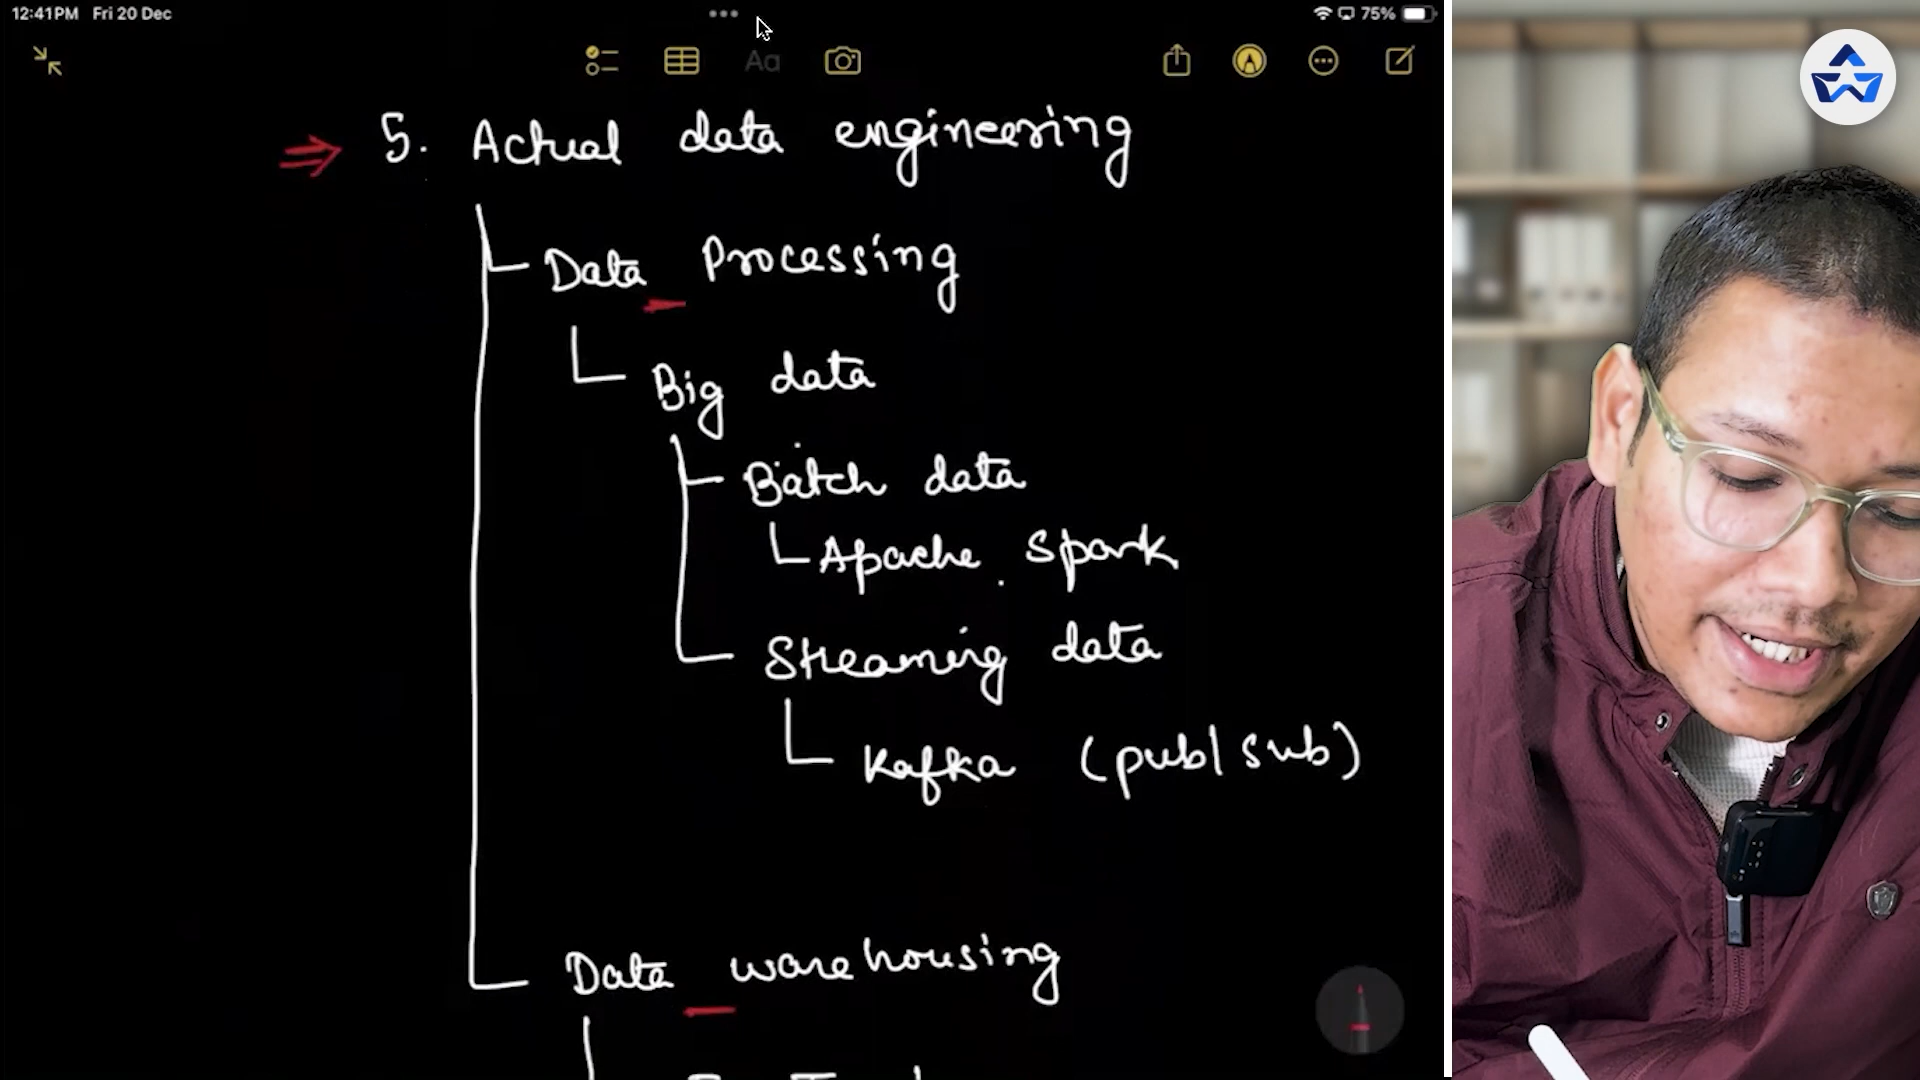 12:41PM Fri 20 Dec
75%
Aa
5. Actual data engineering
Data Processing
Big data
Batch data
Apache Spark
Streaming data
Kafka (pub/sub)
Data warehousing